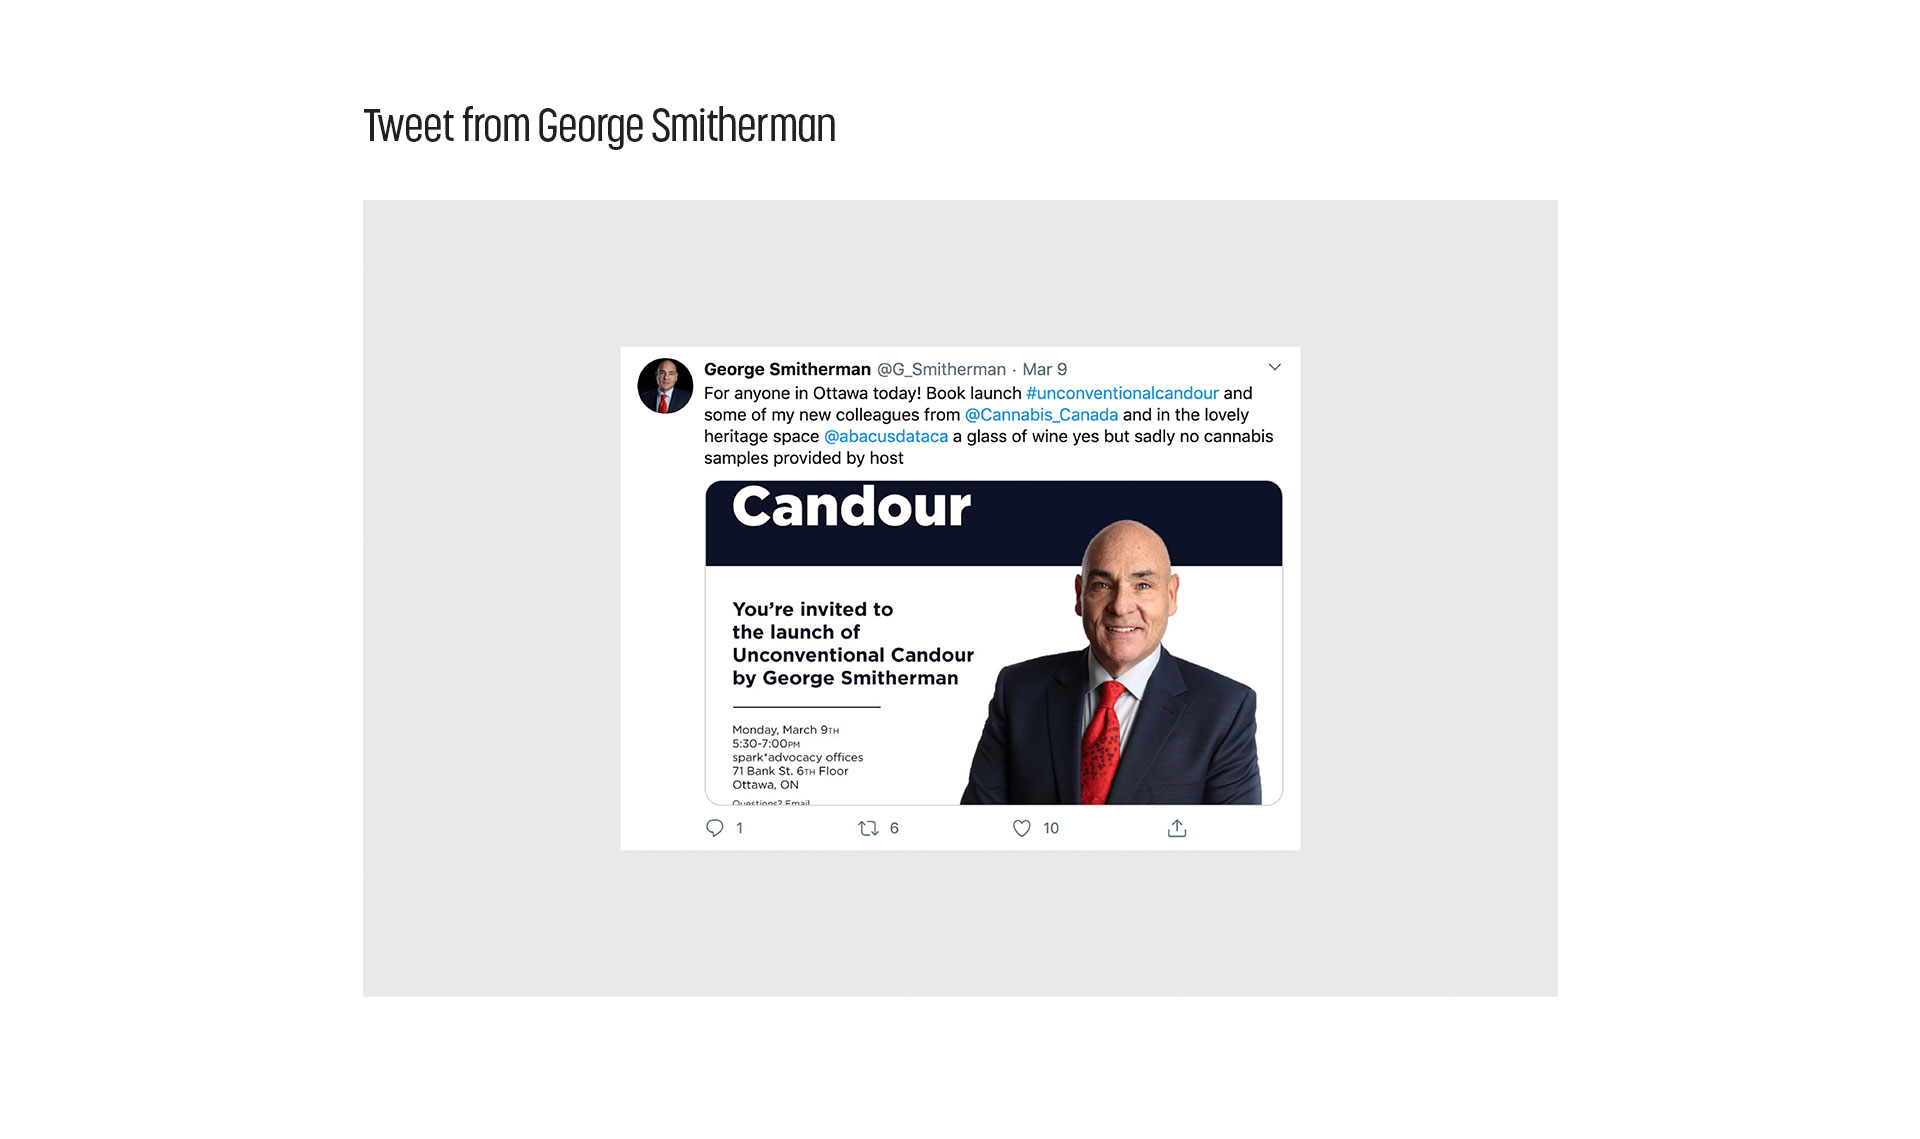 Tweet from George Smitherman
George Smitherman @G_Smitherman · Mar 9
For anyone in Ottawa today! Book launch #unconventionalcandour and
some of my new colleagues from @Cannabis_Canada and in the lovely
heritage space @abacusdataca a glass of wine yes but sadly no cannabis
samples provided by host
Candour
You’re invited to
the launch of
Unconventional Candour
by George Smitherman
Monday, March 9TH
5:30-7:00PM
spark*advocacy offices
71 Bank St. 6TH Floor
Ottawa, ON
Questions? Email
1 6 10